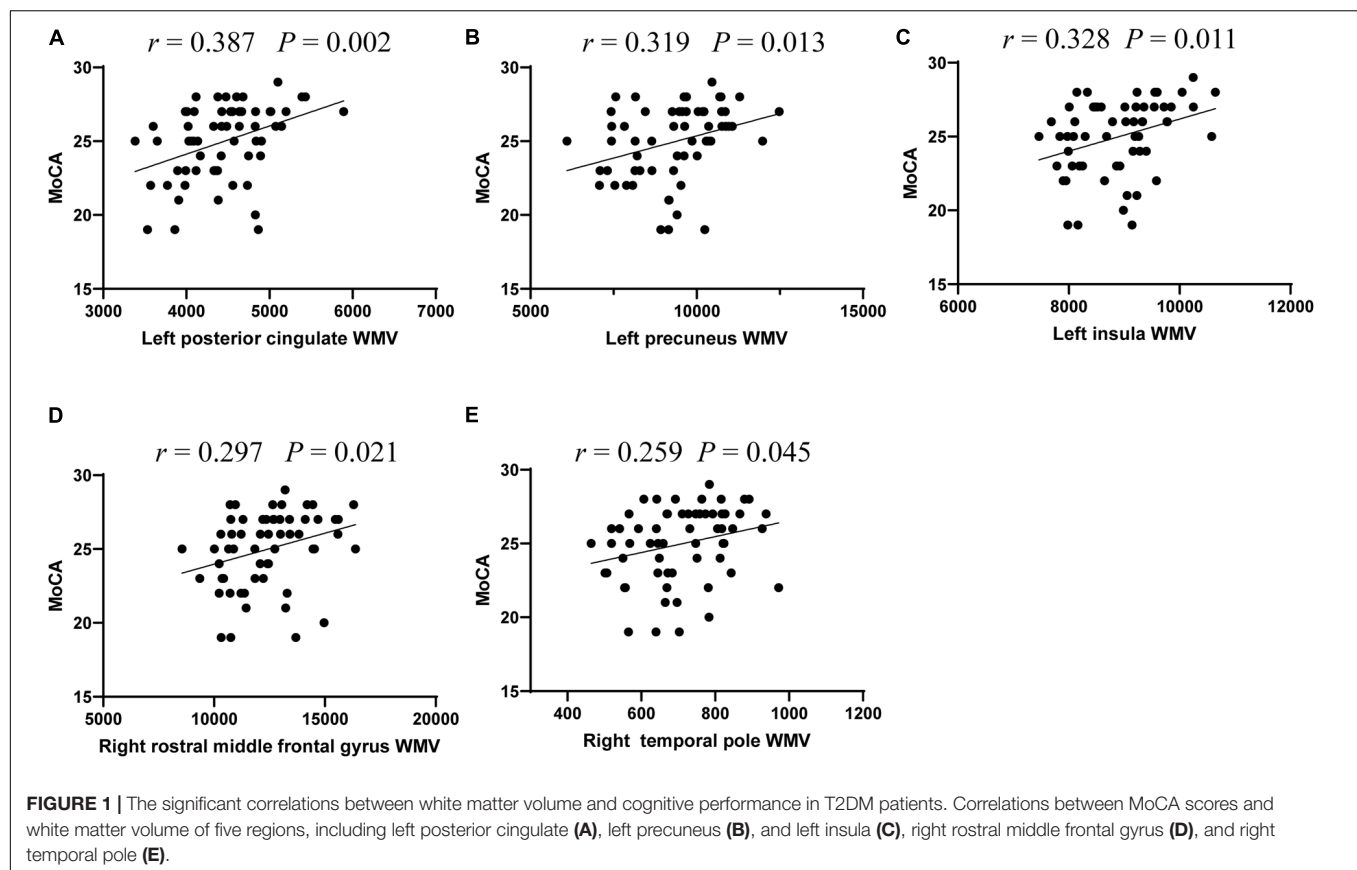 A
r = 0.387 P = 0.002
30
25
20
15
MoCA
3000 4000 5000 6000 7000
Left posterior cingulate WMV
B
r = 0.319 P = 0.013
30
25
20
15
MoCA
5000 10000 15000
Left precuneus WMV
C
r = 0.328 P = 0.011
30
25
20
15
MoCA
6000 8000 10000 12000
Left insula WMV
D
r = 0.297 P = 0.021
30
25
20
15
MoCA
5000 10000 15000 20000
Right rostral middle frontal gyrus WMV
E
r = 0.259 P = 0.045
30
25
20
15
MoCA
400 600 800 1000 1200
Right temporal pole WMV
FIGURE 1 | The significant correlations between white matter volume and cognitive performance in T2DM patients. Correlations between MoCA scores and
white matter volume of five regions, including left posterior cingulate (A), left precuneus (B), and left insula (C), right rostral middle frontal gyrus (D), and right
temporal pole (E).